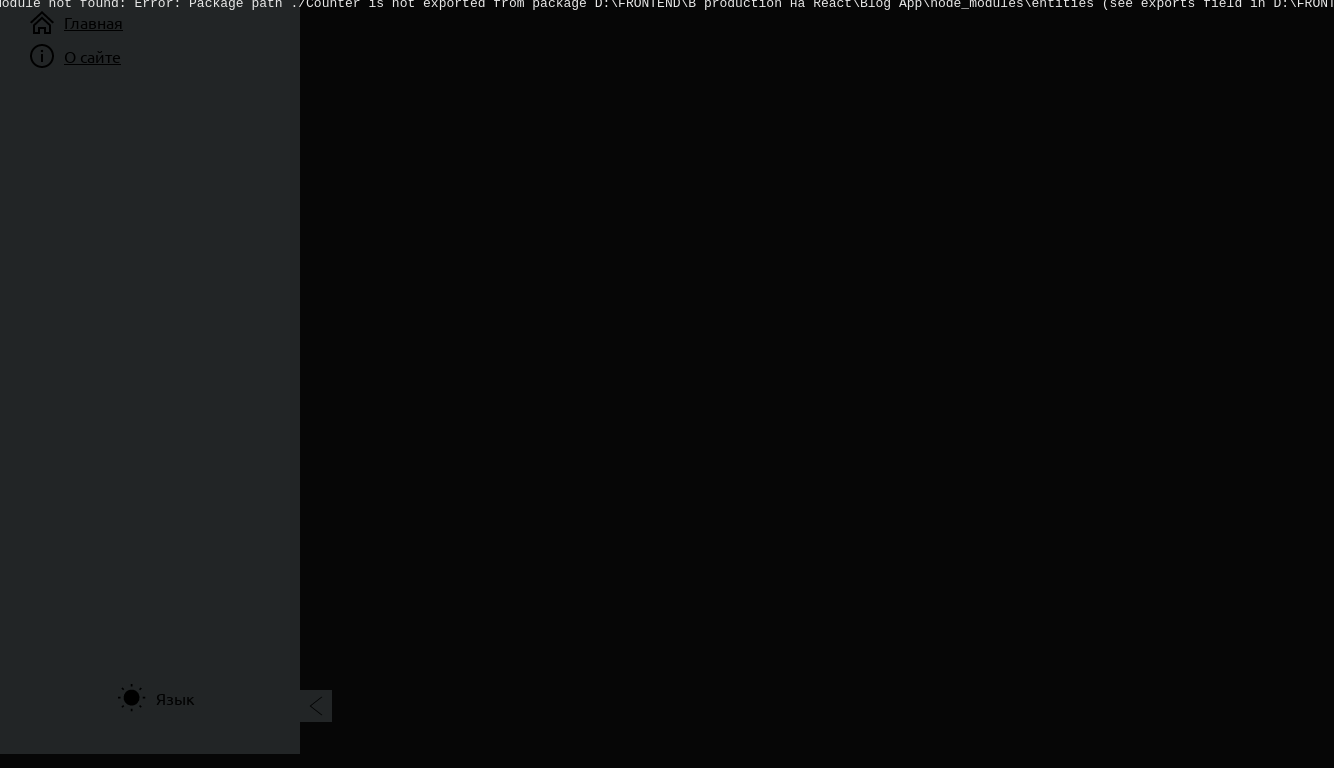 Module not found: Error: Package path ./Counter is not exported from package D:\FRONTEND\В production на React\Blog App\node_modules\entities (see exports field in D:\FRONT
Главная
О сайте
Язык